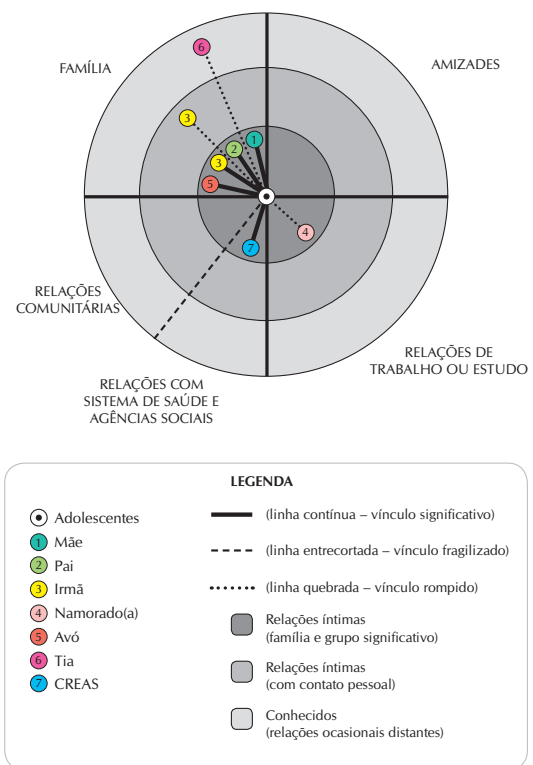 6
FAMÍLIA
AMIZADES
3
1
2
3
5
4
7
RELAÇÕES
COMUNITÁRIAS
RELAÇÕES DE
TRABALHO OU ESTUDO
RELAÇÕES COM
SISTEMA DE SAÚDE E
AGÊNCIAS SOCIAIS
LEGENDA
Adolescentes
1 Mãe
2 Pai
3 Irmã
4 Namorado(a)
5 Avó
6 Tia
7 CREAS
(linha contínua – vínculo significativo)
(linha entrecortada – vínculo fragilizado)
(linha quebrada – vínculo rompido)
Relações íntimas
(família e grupo significativo)
Relações íntimas
(com contato pessoal)
Conhecidos
(relações ocasionais distantes)